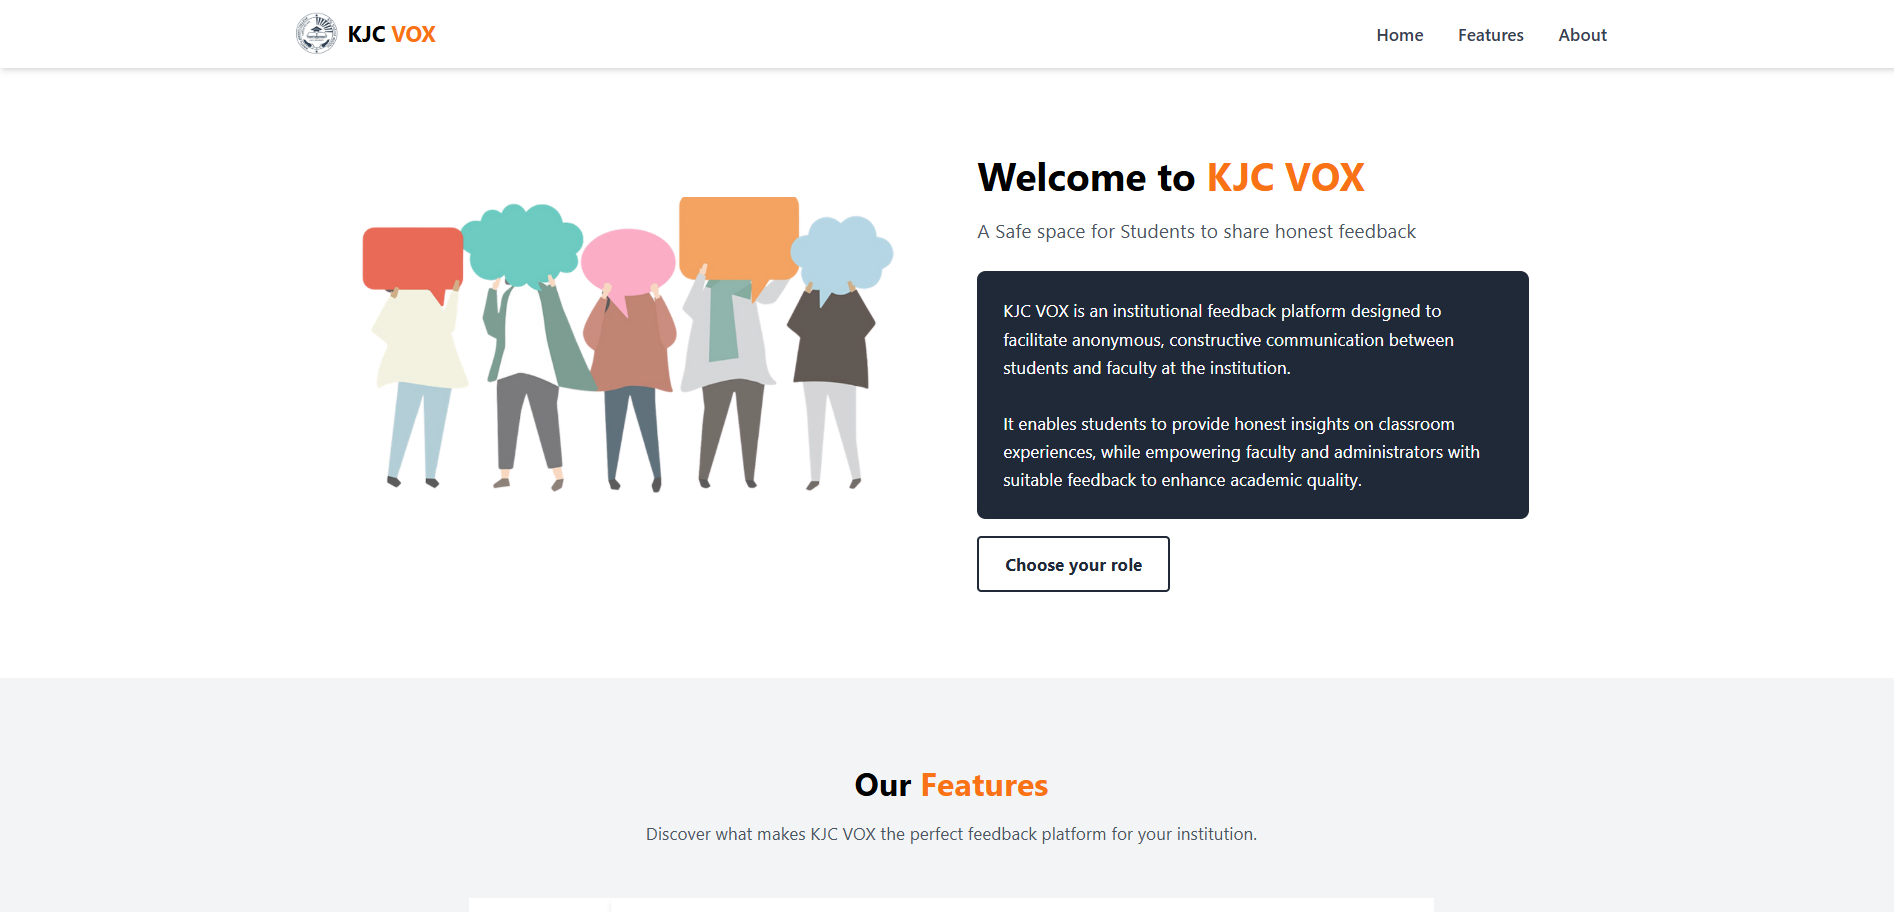 KJC VOX
Home
Features
About
Welcome to KJC VOX
A Safe space for Students to share honest feedback
KJC VOX is an institutional feedback platform designed to
facilitate anonymous, constructive communication between
students and faculty at the institution.
It enables students to provide honest insights on classroom
experiences, while empowering faculty and administrators with
suitable feedback to enhance academic quality.
Choose your role
Our Features
Discover what makes KJC VOX the perfect feedback platform for your institution.